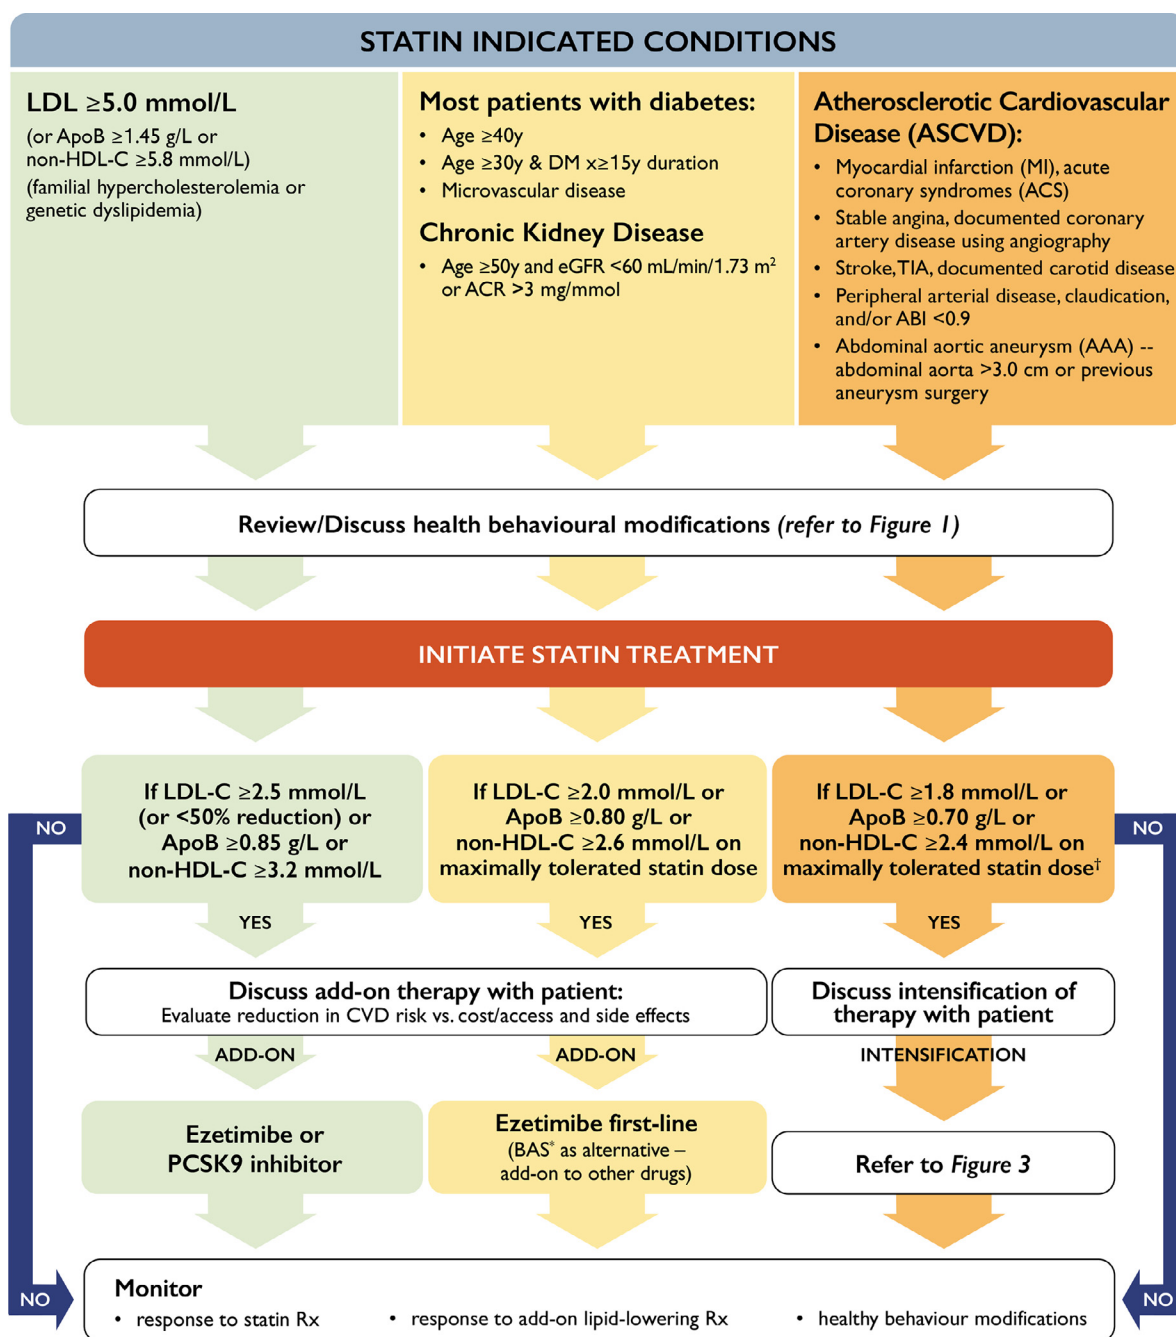 STATIN INDICATED CONDITIONS
LDL ≥5.0 mmol/L
(or ApoB ≥1.45 g/L or
non-HDL-C ≥5.8 mmol/L)
(familial hypercholesterolemia or
genetic dyslipidemia)
Most patients with diabetes:
• Age ≥40y
• Age ≥30y & DM x≥15y duration
• Microvascular disease
Chronic Kidney Disease
• Age ≥50y and eGFR <60 mL/min/1.73 m²
or ACR >3 mg/mmol
Atherosclerotic Cardiovascular
Disease (ASCVD):
• Myocardial infarction (MI), acute
coronary syndromes (ACS)
• Stable angina, documented coronary
artery disease using angiography
• Stroke, TIA, documented carotid disease
• Peripheral arterial disease, claudication,
and/or ABI <0.9
• Abdominal aortic aneurysm (AAA) --
abdominal aorta >3.0 cm or previous
aneurysm surgery
Review/Discuss health behavioural modifications (refer to Figure 1)
INITIATE STATIN TREATMENT
If LDL-C ≥2.5 mmol/L
(or <50% reduction) or
ApoB ≥0.85 g/L or
non-HDL-C ≥3.2 mmol/L
If LDL-C ≥2.0 mmol/L or
ApoB ≥0.80 g/L or
non-HDL-C ≥2.6 mmol/L on
maximally tolerated statin dose
If LDL-C ≥1.8 mmol/L or
ApoB ≥0.70 g/L or
non-HDL-C ≥2.4 mmol/L on
maximally tolerated statin dose†
NO
NO
YES
YES
YES
Discuss add-on therapy with patient:
Evaluate reduction in CVD risk vs. cost/access and side effects
Discuss intensification of
therapy with patient
ADD-ON
ADD-ON
INTENSIFICATION
Ezetimibe or
PCSK9 inhibitor
Ezetimibe first-line
(BAS* as alternative –
add-on to other drugs)
Refer to Figure 3
NO
NO
Monitor
• response to statin Rx
• response to add-on lipid-lowering Rx
• healthy behaviour modifications